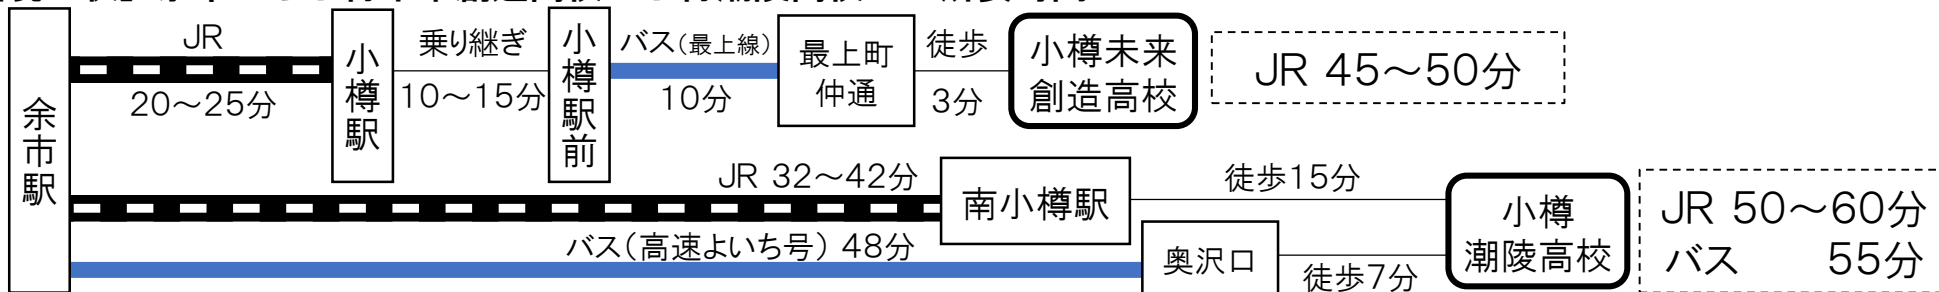 余市駅
JR
20～25分
小樽駅
乗り継ぎ
10～15分
小樽駅前
バス(最上線)
10分
最上町
仲通
徒歩
3分
小樽未来
創造高校
JR 45～50分
JR 32～42分
南小樽駅
徒歩15分
バス(高速よいち号) 48分
奥沢口
徒歩7分
小樽
潮陵高校
JR 50～60分
バス 55分